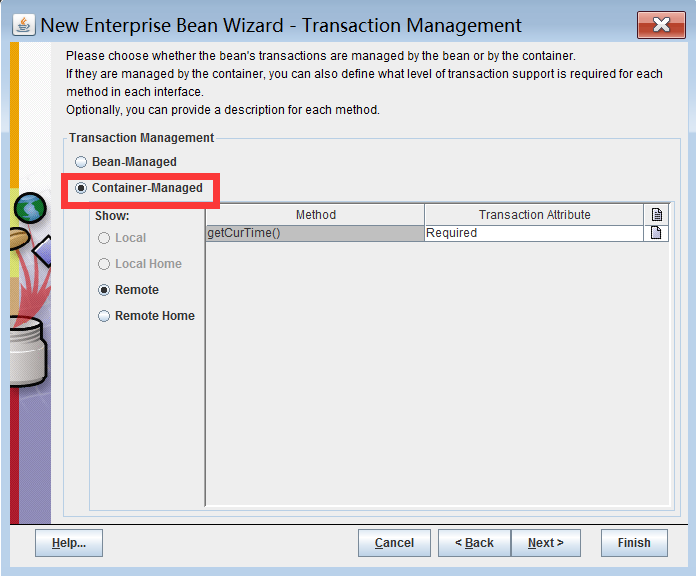 New Enterprise Bean Wizard - Transaction Management
Please choose whether the bean's transactions are managed by the bean or by the container.
If they are managed by the container, you can also define what level of transaction support is required for each
method in each interface.
Optionally, you can provide a description for each method.
Transaction Management
Bean-Managed
Container-Managed
Show:
Local
Local Home
Remote
Remote Home
Method Transaction Attribute
getCurTime() Required
Help... Cancel < Back Next > Finish